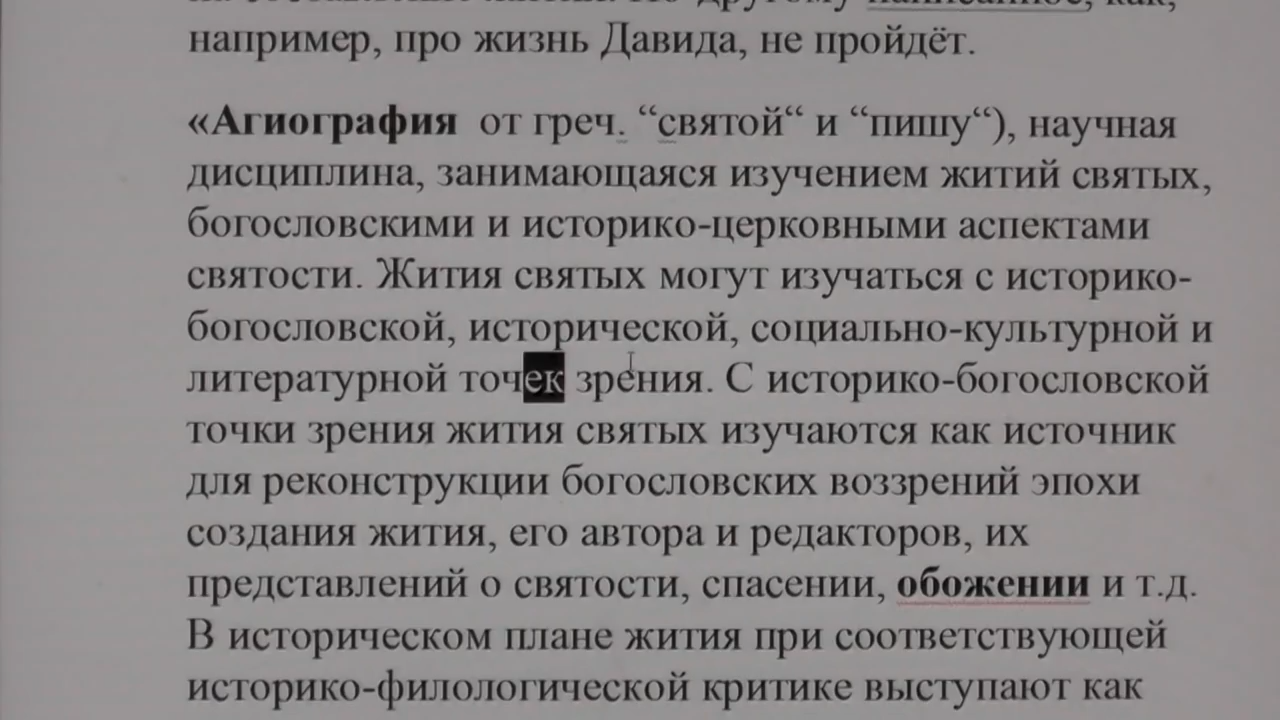 написанное, как,
например, про жизнь Давида, не пройдёт.
«Агиография от греч. “святой“ и “пишу“), научная
дисциплина, занимающаяся изучением житий святых,
богословскими и историко-церковными аспектами
святости. Жития святых могут изучаться с историко-
богословской, исторической, социально-культурной и
литературной точек зрения. С историко-богословской
точки зрения жития святых изучаются как источник
для реконструкции богословских воззрений эпохи
создания жития, его автора и редакторов, их
представлений о святости, спасении, обожении и т.д.
В историческом плане жития при соответствующей
историко-филологической критике выступают как